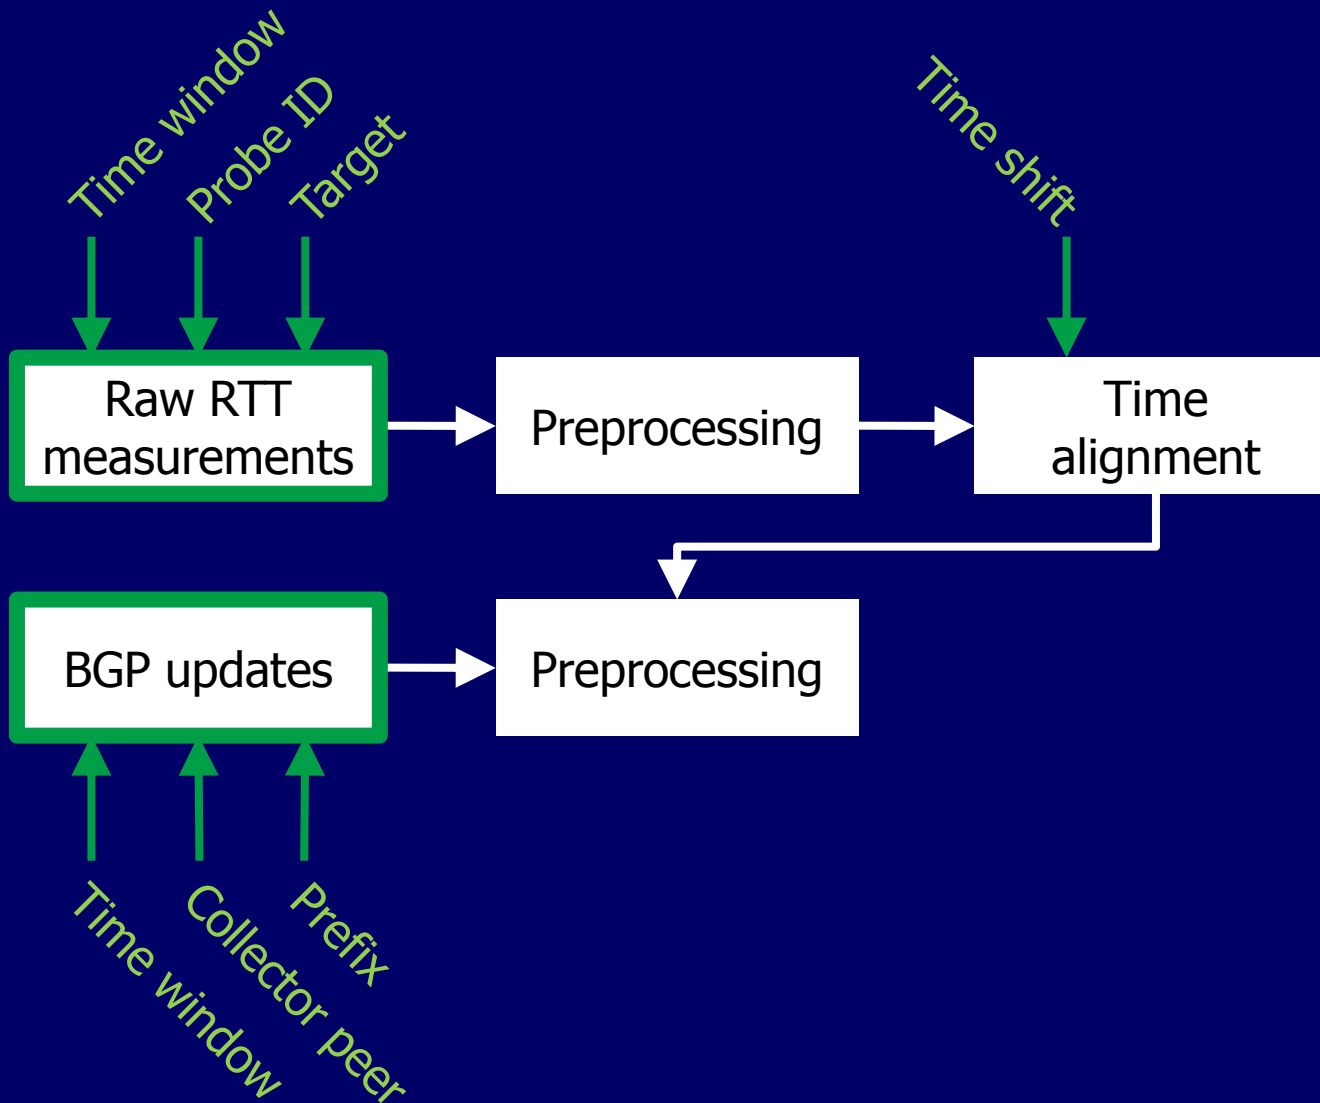 Time window
Probe ID
Target
Time shift
Raw RTT
measurements
Preprocessing
Time
alignment
BGP updates
Preprocessing
Time window
Collector peer
Prefix